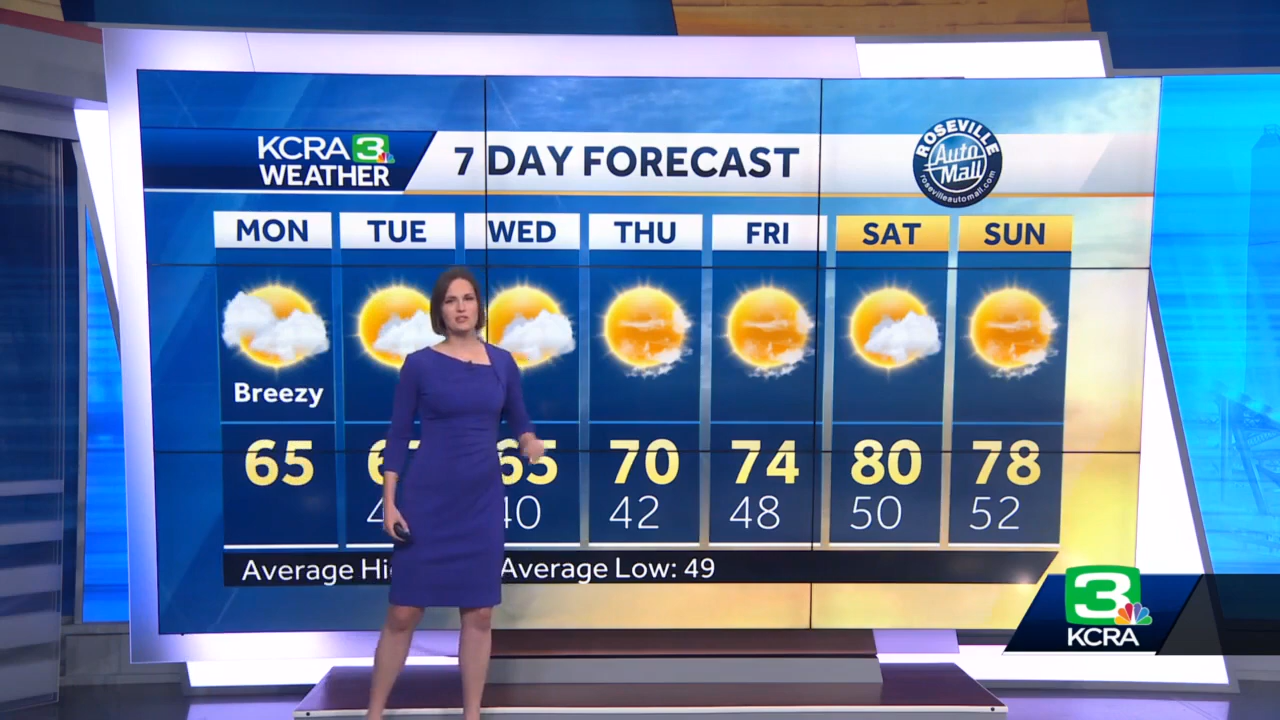 KCRA 3
WEATHER
7 DAY FORECAST
ROSEVILLE
Auto
Mall
rosevilleautomall.com
MON TUE WED THU FRI SAT SUN
Breezy
65 65 70 74 80 78
40 42 48 50 52
Average Average Low: 49
3
KCRA